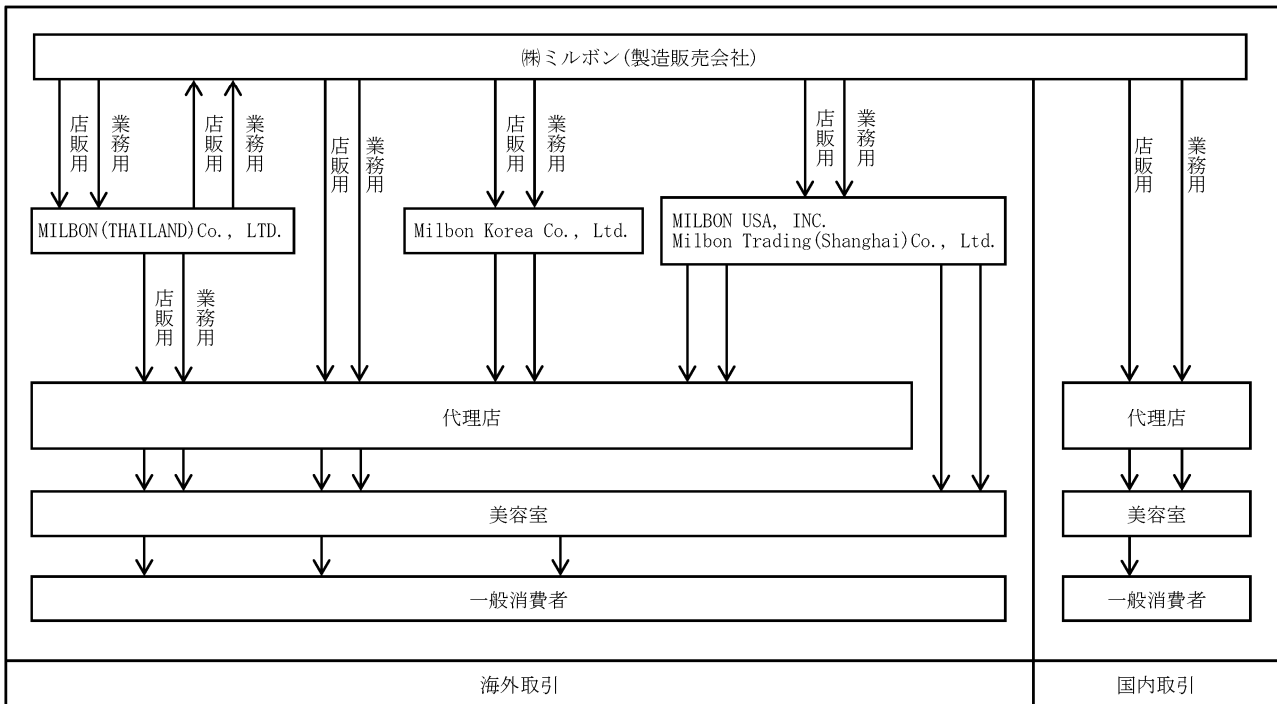 ㈱ミルボン(製造販売会社)
店販用
業務用
店販用
業務用
店販用
業務用
店販用
業務用
店販用
業務用
店販用
業務用
MILBON(THAILAND)Co., LTD.
Milbon Korea Co., Ltd.
MILBON USA, INC.
Milbon Trading(Shanghai)Co., Ltd.
店販用
業務用
代理店
代理店
美容室
美容室
一般消費者
一般消費者
海外取引
国内取引